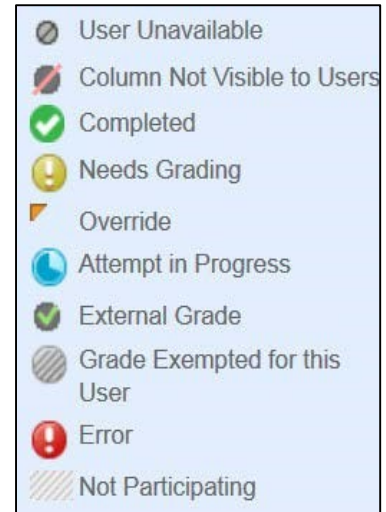 User Unavailable
Column Not Visible to Users
Completed
Needs Grading
Override
Attempt in Progress
External Grade
Grade Exempted for this
User
Error
Not Participating